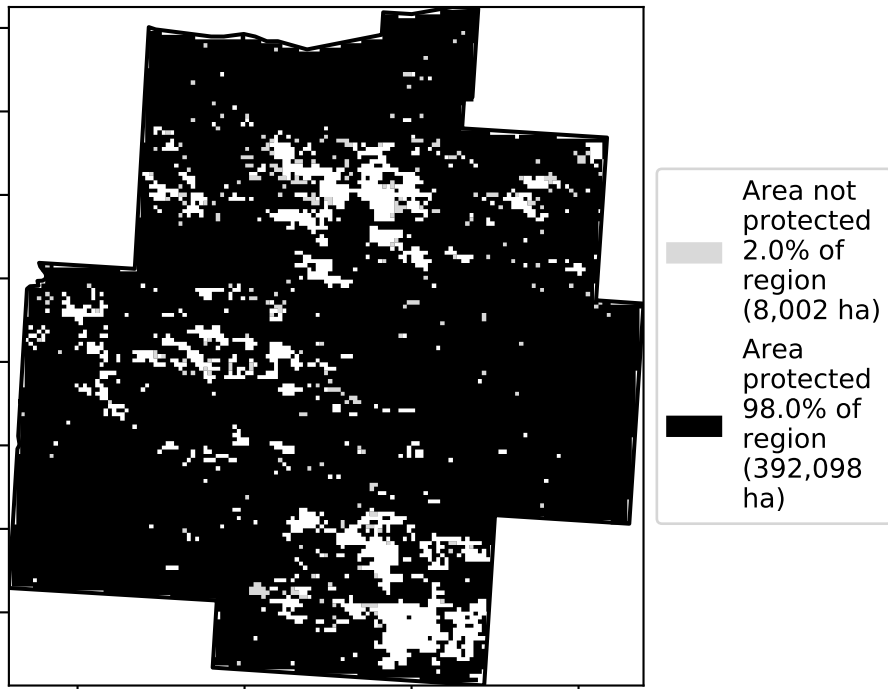 Area not
protected
2.0% of
region
(8,002 ha)
Area
protected
98.0% of
region
(392,098
ha)